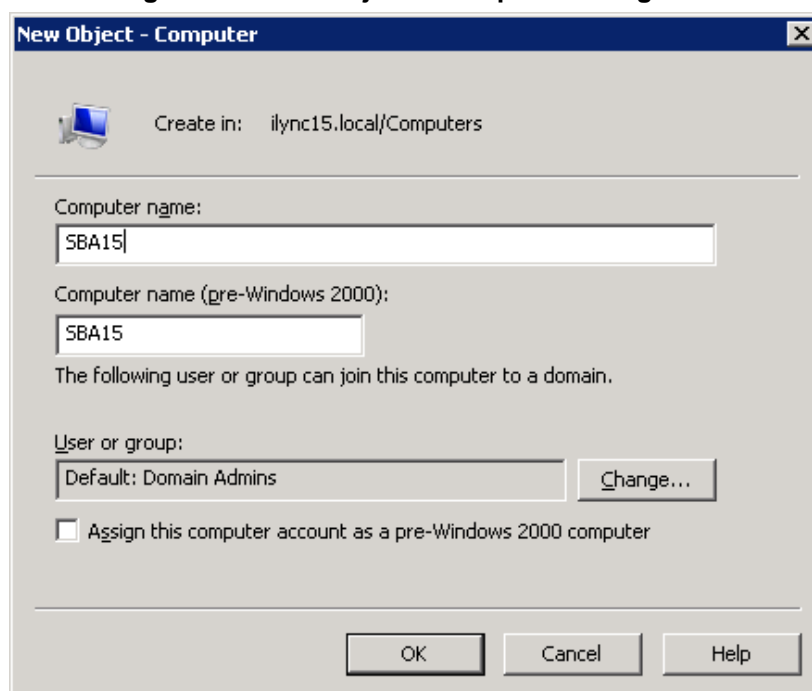 New Object - Computer
Create in: ilync15.local/Computers
Computer name:
SBA15
Computer name (pre-Windows 2000):
SBA15
The following user or group can join this computer to a domain.
User or group:
Default: Domain Admins
Change...
Assign this computer account as a pre-Windows 2000 computer
OK Cancel Help